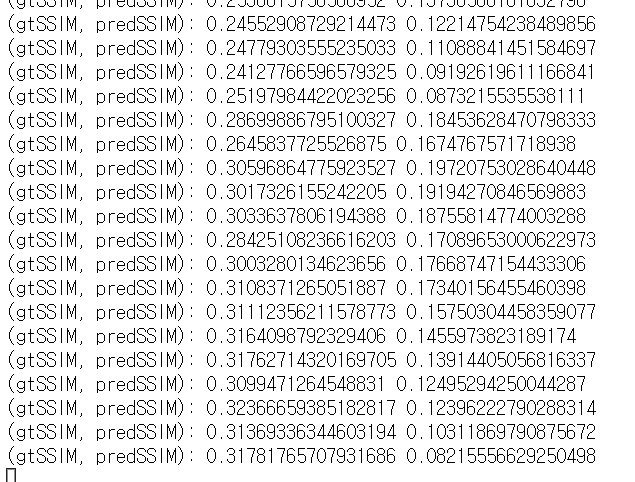 (gtSSIM, predSSIM): 0.24552908729214473 0.12214754238489856
(gtSSIM, predSSIM): 0.24779303555235033 0.11088841451584697
(gtSSIM, predSSIM): 0.24127766596579325 0.09192619611166841
(gtSSIM, predSSIM): 0.25197984422023256 0.0873215535538111
(gtSSIM, predSSIM): 0.28699886795100327 0.18453628470798333
(gtSSIM, predSSIM): 0.2645837725526875 0.1674767571718938
(gtSSIM, predSSIM): 0.30596864775923527 0.19720753028640448
(gtSSIM, predSSIM): 0.3017326155242205 0.19194270846569883
(gtSSIM, predSSIM): 0.3033637806194388 0.18755814774003288
(gtSSIM, predSSIM): 0.28425108236616203 0.17089653000622973
(gtSSIM, predSSIM): 0.3003280134623656 0.17668747154433306
(gtSSIM, predSSIM): 0.3108371265051887 0.17340156455460398
(gtSSIM, predSSIM): 0.31112356211578773 0.15750304458359077
(gtSSIM, predSSIM): 0.3164098792329406 0.1455973823189174
(gtSSIM, predSSIM): 0.31762714320169705 0.13914405056816337
(gtSSIM, predSSIM): 0.3099471264548831 0.12495294250044287
(gtSSIM, predSSIM): 0.32366659385182817 0.12396222790288314
(gtSSIM, predSSIM): 0.31369336344603194 0.10311869790875672
(gtSSIM, predSSIM): 0.31781765707931686 0.08215556629250498